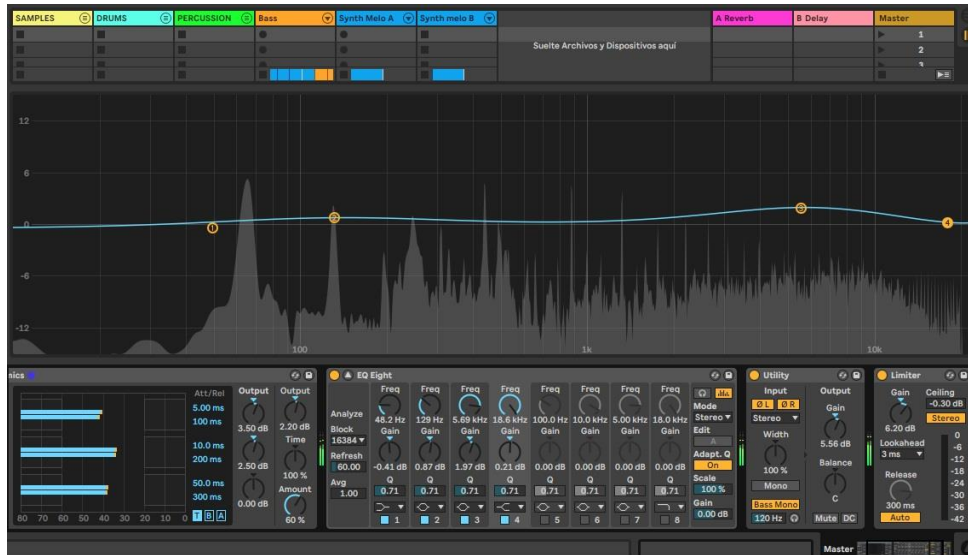 SAMPLES DRUMS PERCUSSION Bass Synth Melo A Synth melo B A Reverb B Delay Master
1
2
3
Suelte Archivos y Dispositivos aquí
12
6
0
-6
-12
100 1k 10k
1 2 3 4
nics
Att/Rel
5.00 ms
100 ms
10.0 ms
200 ms
50.0 ms
300 ms
80 70 60 50 40 30 20 10 0
T B A
Output Output
3.50 dB 2.20 dB
Time
2.50 dB 100 %
Amount
0.00 dB 60 %
EQ Eight
Analyze
Block
16384
Refresh
60.00
Avg
1.00
Freq Freq Freq Freq Freq Freq Freq Freq
48.2 Hz 129 Hz 5.69 kHz 18.6 kHz 100.0 Hz 10.0 kHz 5.00 kHz 18.0 kHz
Gain Gain Gain Gain Gain Gain Gain Gain
-0.41 dB 0.87 dB 1.97 dB 0.21 dB 0.00 dB 0.00 dB 0.00 dB 0.00 dB
Q Q Q Q Q Q Q Q
0.71 0.71 0.71 0.71 0.71 0.71 0.71 0.71
1 2 3 4 5 6 7 8
Mode
Stereo
Edit
A
Adapt. Q
On
Scale
100 %
Gain
0.00 dB
Utility
Input Output
Ø L Ø R Gain
Stereo
Width 5.56 dB
100 % Balance
Mono C
Bass Mono
120 Hz Mute DC
Limiter
Gain Ceiling
-0.30 dB
6.20 dB Stereo
Lookahead
3 ms
Release
300 ms
Auto
0
-6
-12
-18
-24
-30
-36
-42
Master